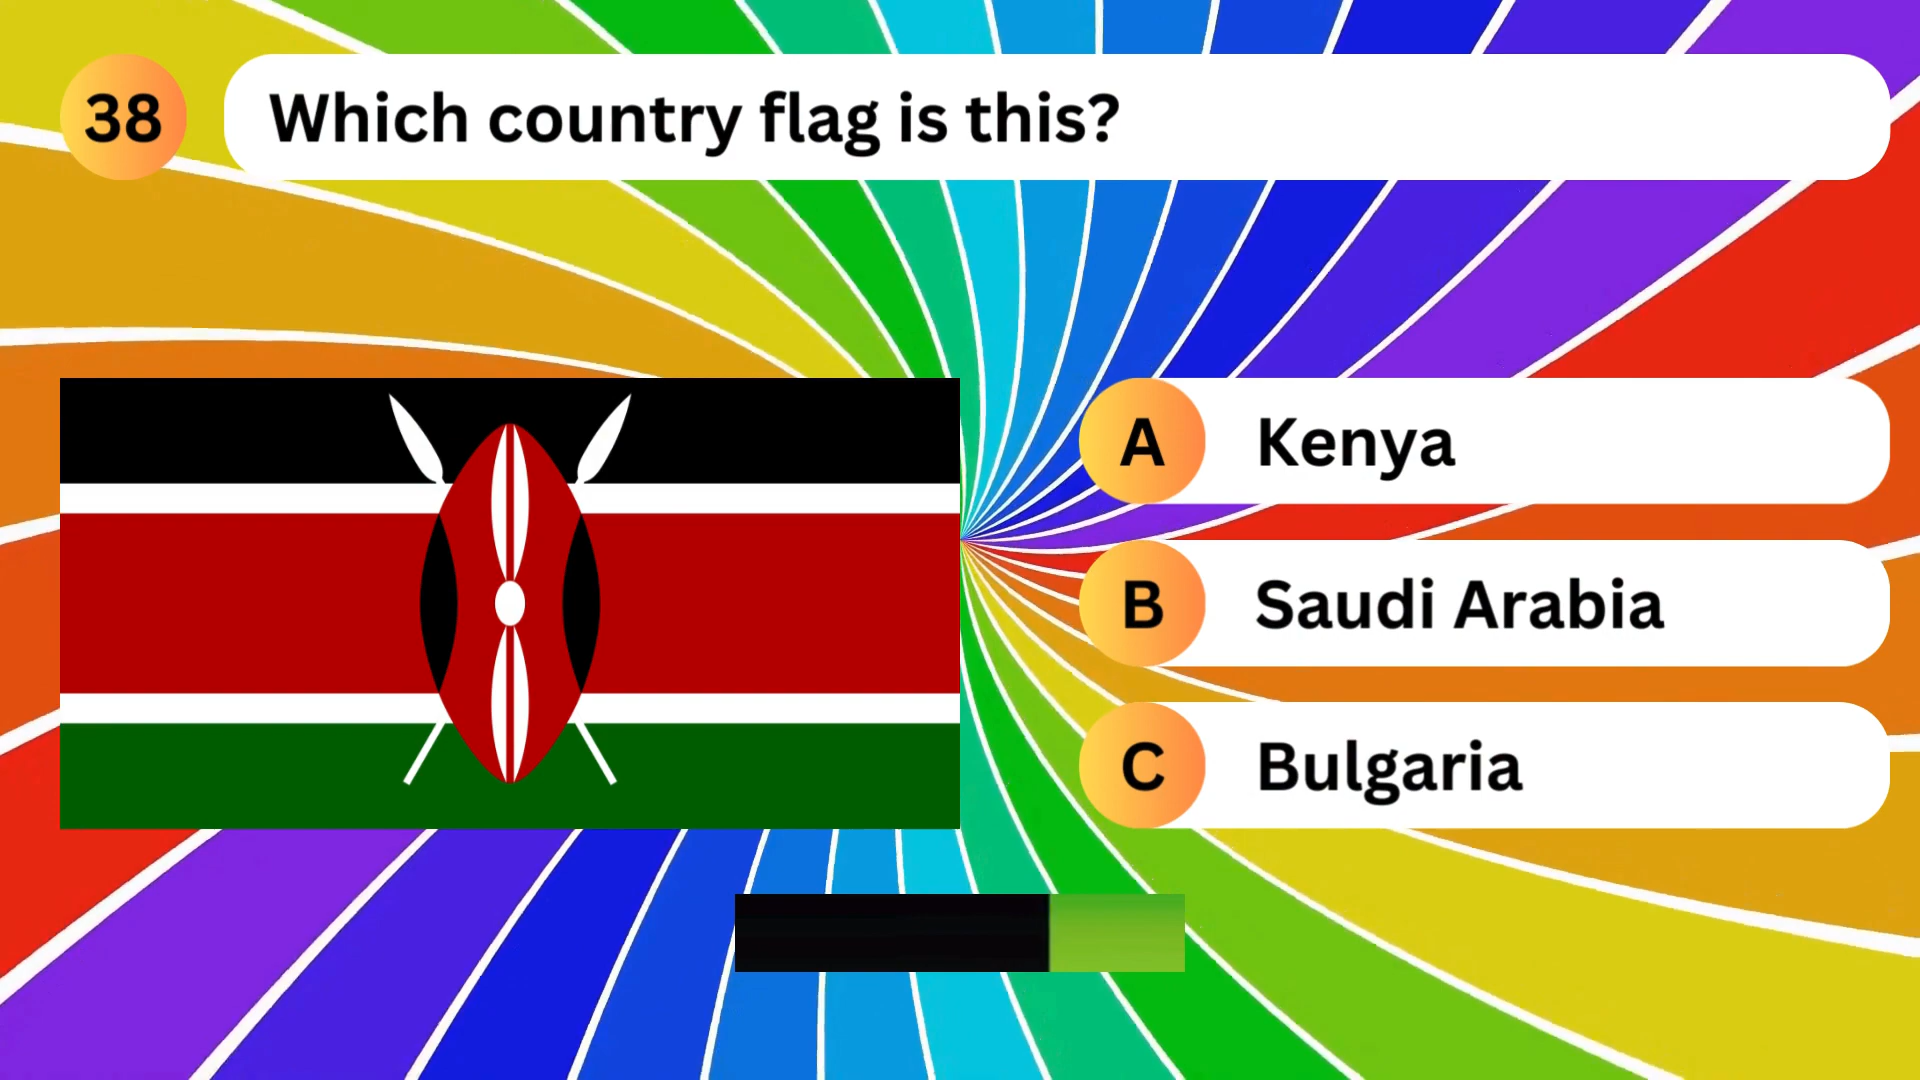 38
Which country flag is this?
A
Kenya
B
Saudi Arabia
C
Bulgaria